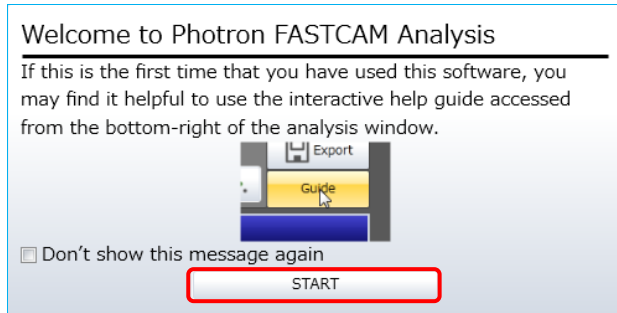 Welcome to Photron FASTCAM Analysis
If this is the first time that you have used this software, you
may find it helpful to use the interactive help guide accessed
from the bottom-right of the analysis window.
Export
Guide
Don't show this message again
START